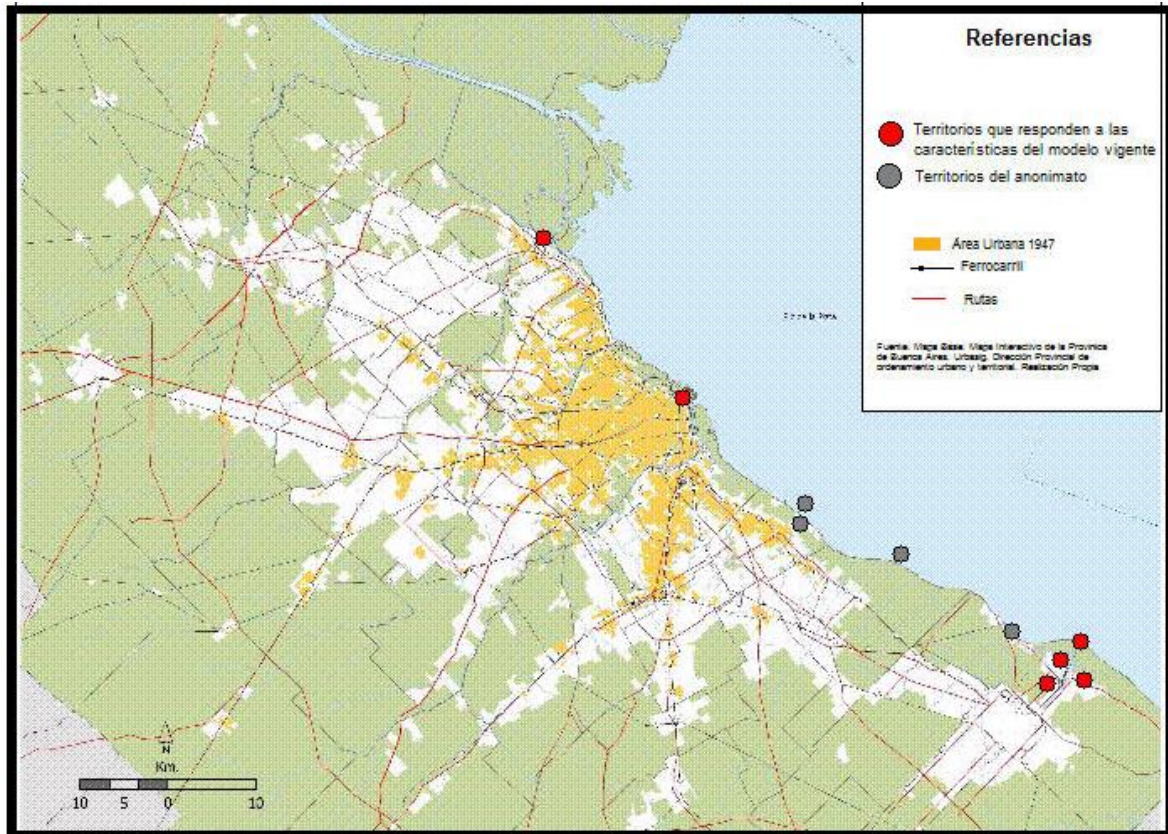 Referencias
Territorios que responden a las
características del modelo vigente
Territorios del anonimato
Área Urbana 1947
Ferrocarril
Rutas
Fuente: Mapa Base: Mapa Interactivo de la Provincia
de Buenos Aires. Urbasig. Dirección Provincial de
ordenamiento urbano y territorial. Realización Propia
N
Km.
10 5 0 10